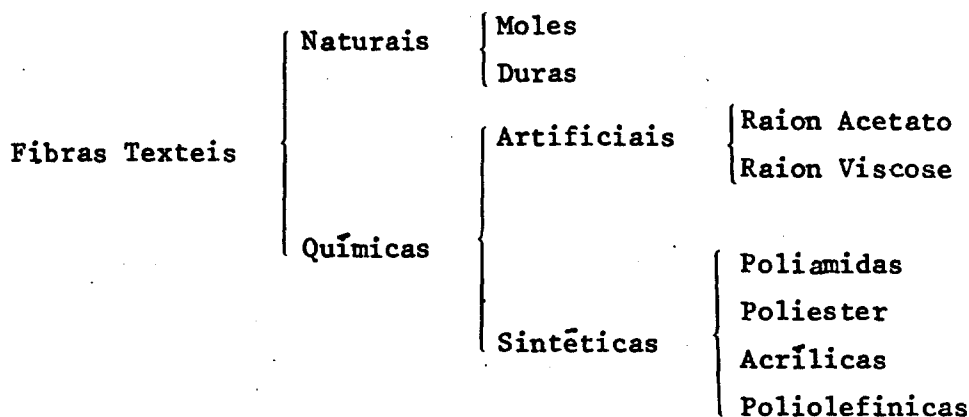 Naturais
Moles
Duras
Fibras Texteis
Artificiais
Raion Acetato
Raion Viscose
Químicas
Sintéticas
Poliamidas
Poliester
Acrílicas
Poliolefinicas